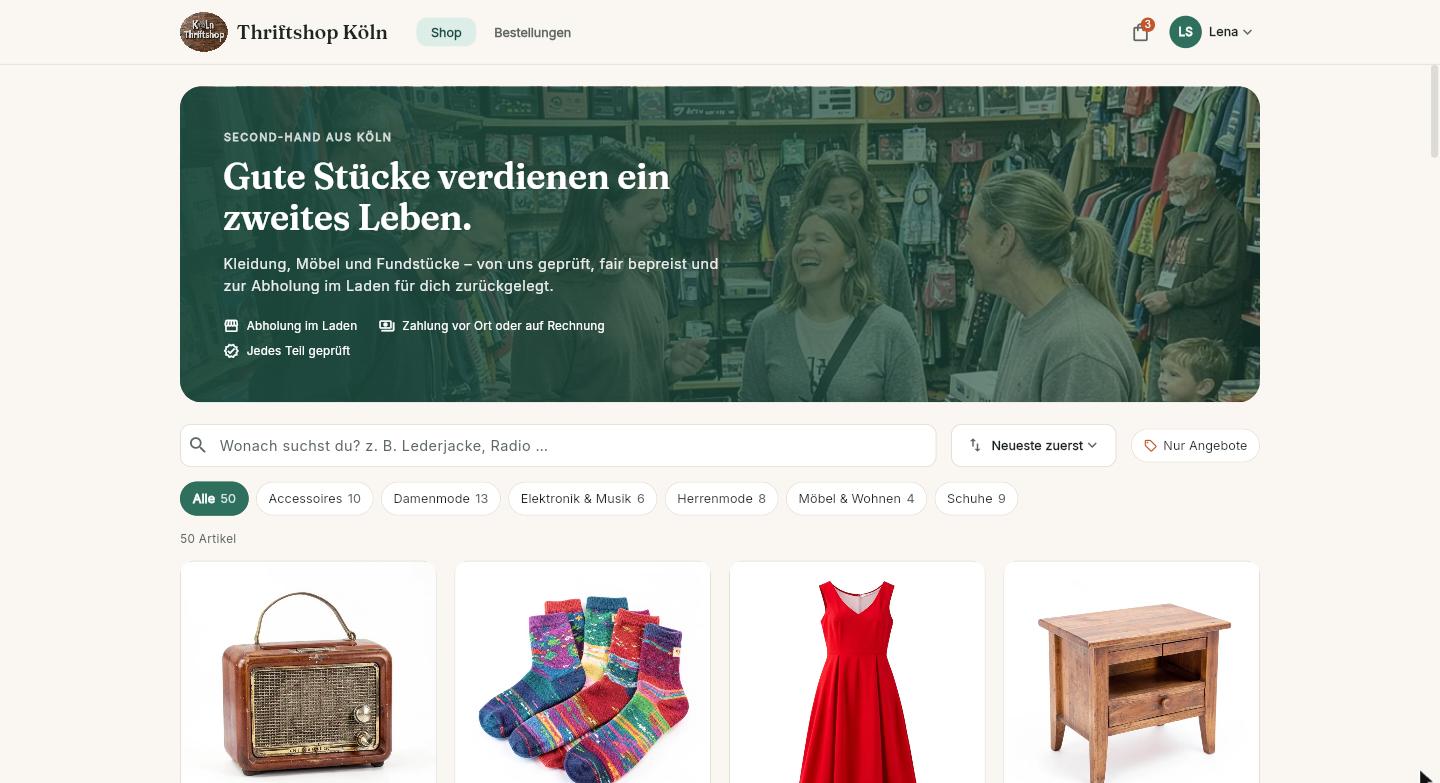 Köln
Thriftshop
Thriftshop Köln
Shop
Bestellungen
3
LS
Lena
SECOND-HAND AUS KÖLN
Gute Stücke verdienen ein
zweites Leben.
Kleidung, Möbel und Fundstücke – von uns geprüft, fair bepreist und
zur Abholung im Laden für dich zurückgelegt.
Abholung im Laden
Zahlung vor Ort oder auf Rechnung
Jedes Teil geprüft
Wonach suchst du? z. B. Lederjacke, Radio ...
Neueste zuerst
Nur Angebote
Alle 50
Accessoires 10
Damenmode 13
Elektronik & Musik 6
Herrenmode 8
Möbel & Wohnen 4
Schuhe 9
50 Artikel